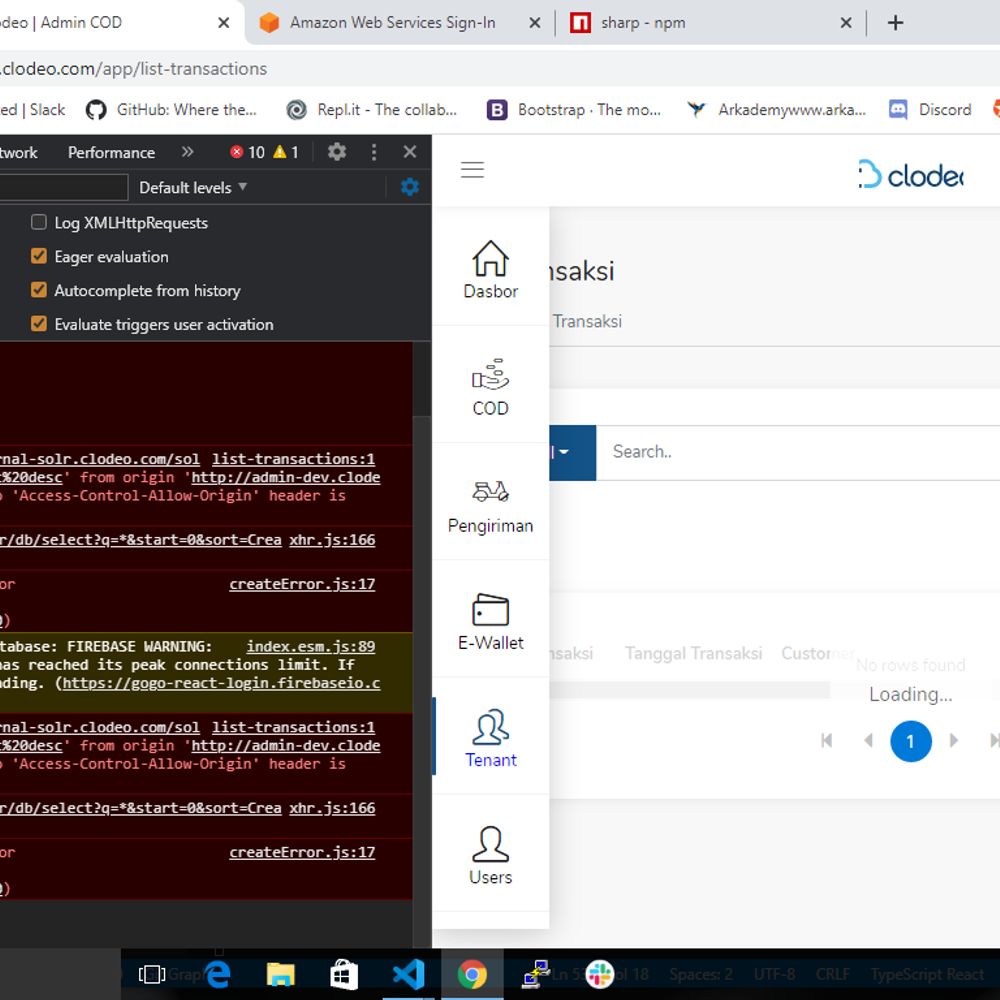 odeo | Admin COD
Amazon Web Services Sign-In
sharp - npm
.clodeo.com/app/list-transactions
ed | Slack
GitHub: Where the...
Repl.it - The collab...
B
Bootstrap · The mo...
Arkademywww.arka...
Discord
twork
Performance
10
1
Default levels
Log XMLHttpRequests
Eager evaluation
Autocomplete from history
Evaluate triggers user activation
rnal-solr.clodeo.com/sol list-transactions:1
t%20desc' from origin 'http://admin-dev.clode
o 'Access-Control-Allow-Origin' header is
r/db/select?q=*&start=0&sort=Crea xhr.js:166
or createError.js:17
)
tabase: FIREBASE WARNING: index.esm.js:89
has reached its peak connections limit. If
ading. (https://gogo-react-login.firebaseio.c
rnal-solr.clodeo.com/sol list-transactions:1
t%20desc' from origin 'http://admin-dev.clode
o 'Access-Control-Allow-Origin' header is
r/db/select?q=*&start=0&sort=Crea xhr.js:166
or createError.js:17
)
clodeo
Dasbor
COD
Pengiriman
E-Wallet
Tenant
Users
nsaksi
Transaksi
Search..
nsaksi
Tanggal Transaksi
Customer
No rows found
Loading...
1
Spaces: 2
UTF-8
CRLF
TypeScript React